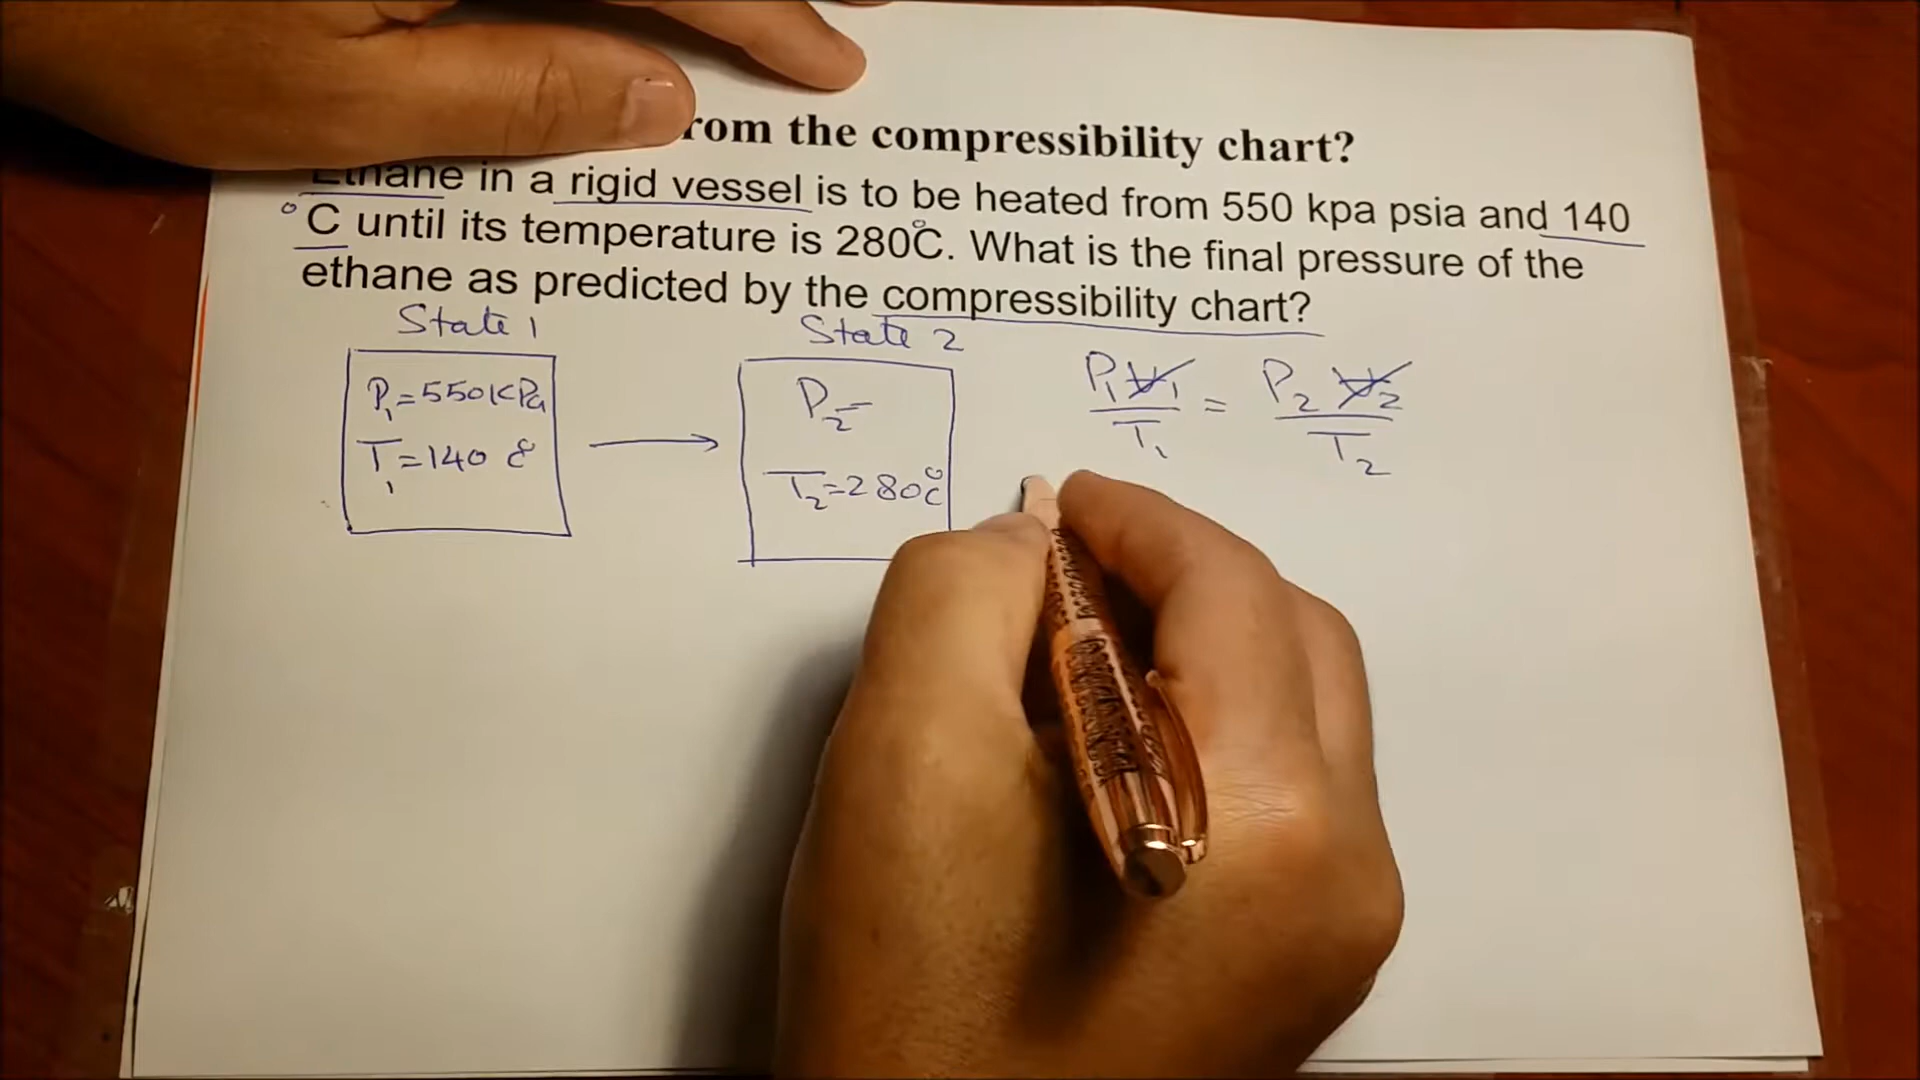 rom the compressibility chart?
Ethane in a rigid vessel is to be heated from 550 kpa psia and 140
°C until its temperature is 280°C. What is the final pressure of the
ethane as predicted by the compressibility chart?
State 1
P₁=550KPa
T₁=140 °C
State 2
P₂=
T₂=280°C
P₁V₁/T₁ = P₂V₂/T₂